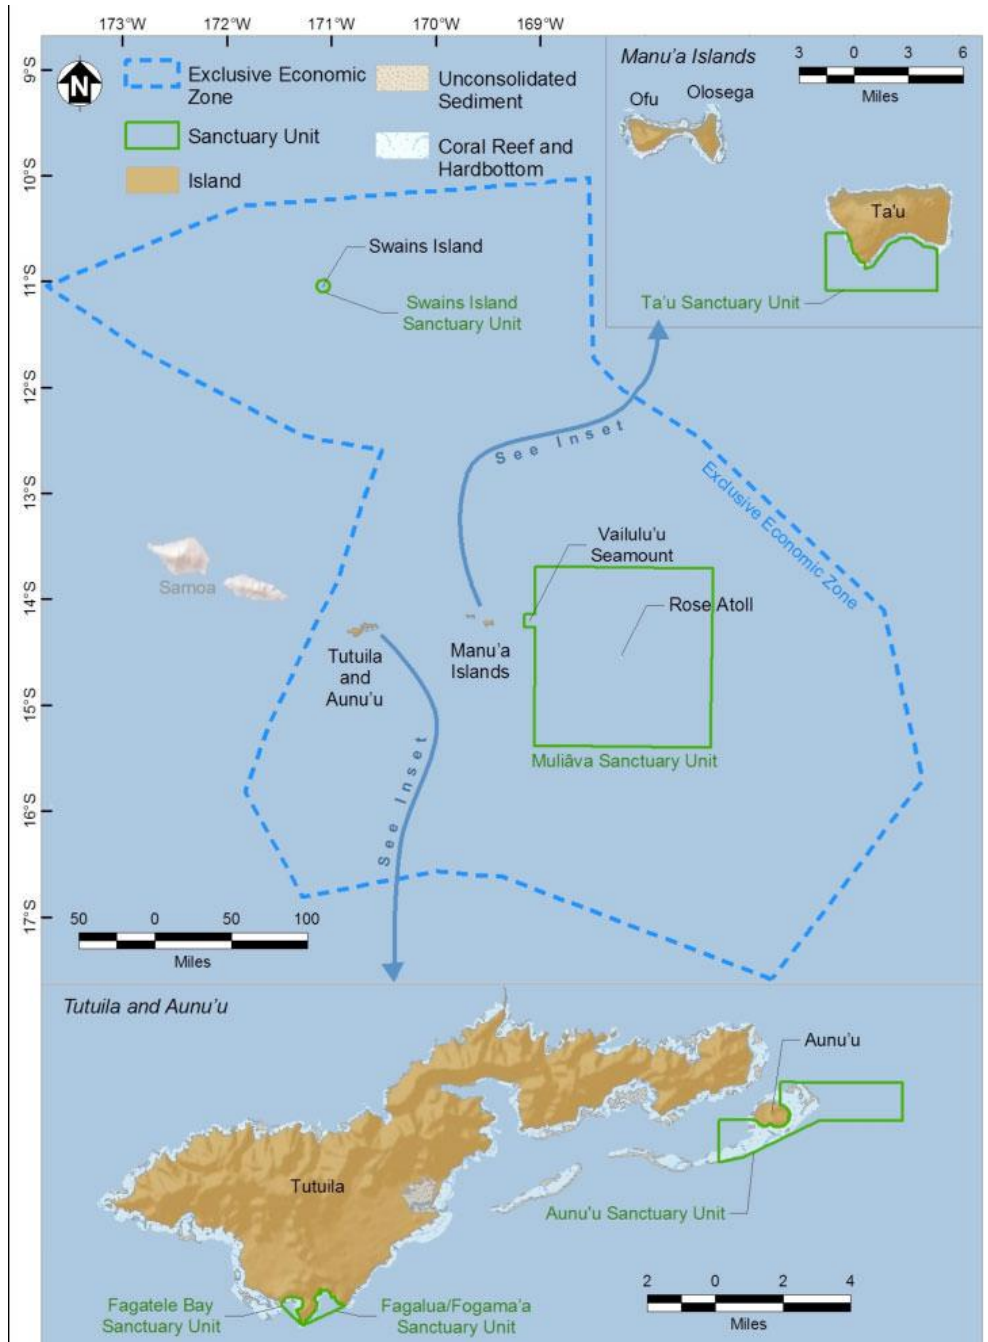 173°W 172°W 171°W 170°W 169°W
9°S
10°S
11°S
12°S
13°S
14°S
15°S
16°S
17°S
N
Exclusive Economic
Zone
Sanctuary Unit
Island
Unconsolidated
Sediment
Coral Reef and
Hardbottom
Manu'a Islands
3 0 3 6
Miles
Ofu
Olosega
Ta'u
Ta'u Sanctuary Unit
Swains Island
Swains Island
Sanctuary Unit
See Inset
Exclusive Economic Zone
Vailulu'u
Seamount
Rose Atoll
Samoa
Manu'a
Islands
Tutuila
and
Aunu'u
Muliāva Sanctuary Unit
See Inset
50 0 50 100
Miles
Tutuila and Aunu'u
Aunu'u
Tutuila
Aunu'u Sanctuary Unit
Fagatele Bay
Sanctuary Unit
Fagalua/Fogama'a
Sanctuary Unit
2 0 2 4
Miles